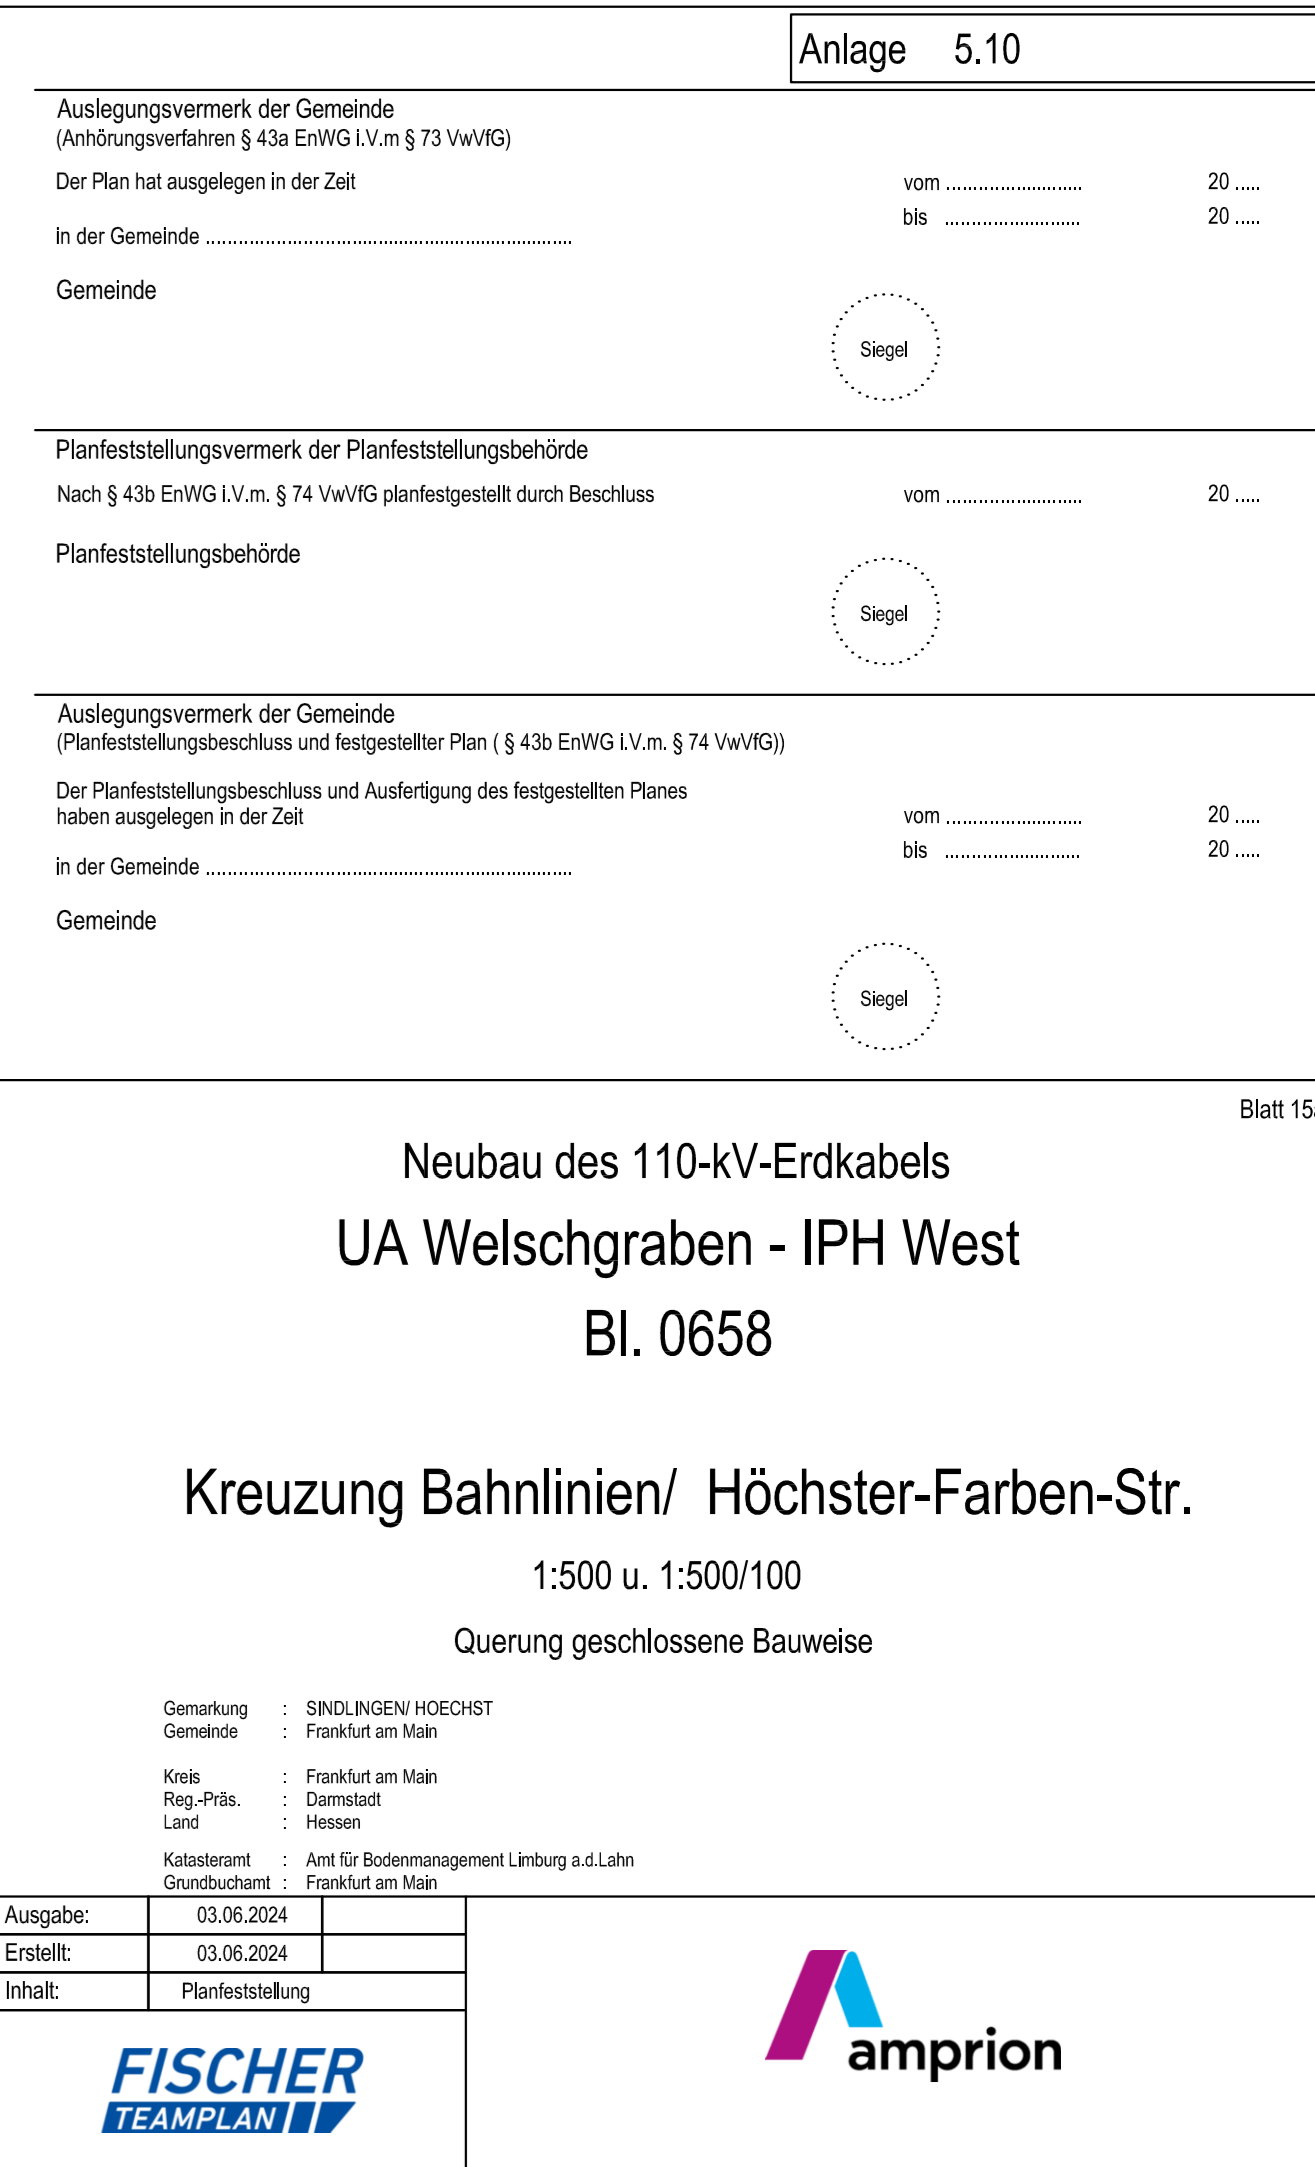 Anlage 5.10
Auslegungsvermerk der Gemeinde
(Anhörungsverfahren § 43a EnWG i.V.m § 73 VwVfG)
Der Plan hat ausgelegen in der Zeit vom ......................... 20 .....
bis ......................... 20 .....
in der Gemeinde ...................................................................
Gemeinde
Siegel
Planfeststellungsvermerk der Planfeststellungsbehörde
Nach § 43b EnWG i.V.m. § 74 VwVfG planfestgestellt durch Beschluss vom ......................... 20 .....
Planfeststellungsbehörde
Siegel
Auslegungsvermerk der Gemeinde
(Planfeststellungsbeschluss und festgestellter Plan ( § 43b EnWG i.V.m. § 74 VwVfG))
Der Planfeststellungsbeschluss und Ausfertigung des festgestellten Planes
haben ausgelegen in der Zeit vom ......................... 20 .....
bis ......................... 20 .....
in der Gemeinde ...................................................................
Gemeinde
Siegel
Blatt 15
Neubau des 110-kV-Erdkabels
UA Welschgraben - IPH West
Bl. 0658
Kreuzung Bahnlinien/ Höchster-Farben-Str.
1:500 u. 1:500/100
Querung geschlossene Bauweise
Gemarkung : SINDLINGEN/ HOECHST
Gemeinde : Frankfurt am Main
Kreis : Frankfurt am Main
Reg.-Präs. : Darmstadt
Land : Hessen
Katasteramt : Amt für Bodenmanagement Limburg a.d.Lahn
Grundbuchamt : Frankfurt am Main
Ausgabe: 03.06.2024
Erstellt: 03.06.2024
Inhalt: Planfeststellung
FISCHER
TEAMPLAN
amprion